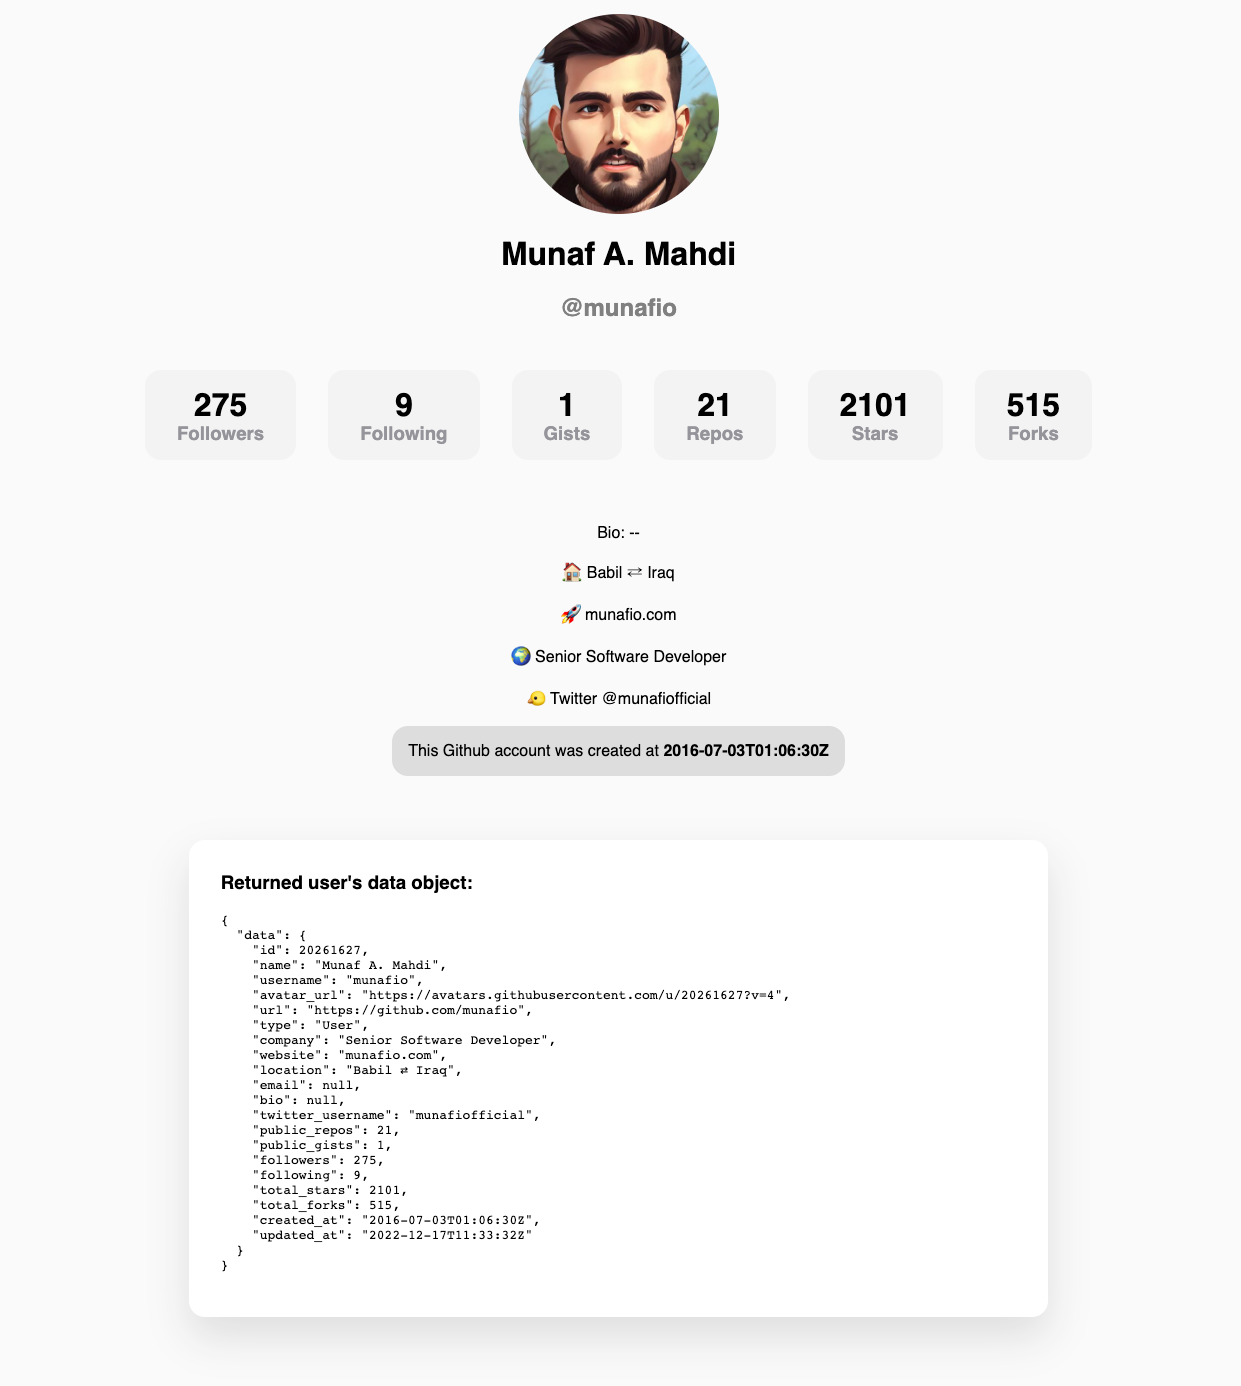 Munaf A. Mahdi
@munafio
275
Followers
9
Following
1
Gists
21
Repos
2101
Stars
515
Forks
Bio: --
🏠 Babil ⇄ Iraq
🚀 munafio.com
🌍 Senior Software Developer
🐤 Twitter @munafiofficial
This Github account was created at 2016-07-03T01:06:30Z
Returned user's data object:
{
  "data": {
    "id": 20261627,
    "name": "Munaf A. Mahdi",
    "username": "munafio",
    "avatar_url": "https://avatars.githubusercontent.com/u/20261627?v=4",
    "url": "https://github.com/munafio",
    "type": "User",
    "company": "Senior Software Developer",
    "website": "munafio.com",
    "location": "Babil ⇄ Iraq",
    "email": null,
    "bio": null,
    "twitter_username": "munafiofficial",
    "public_repos": 21,
    "public_gists": 1,
    "followers": 275,
    "following": 9,
    "total_stars": 2101,
    "total_forks": 515,
    "created_at": "2016-07-03T01:06:30Z",
    "updated_at": "2022-12-17T11:33:32Z"
  }
}